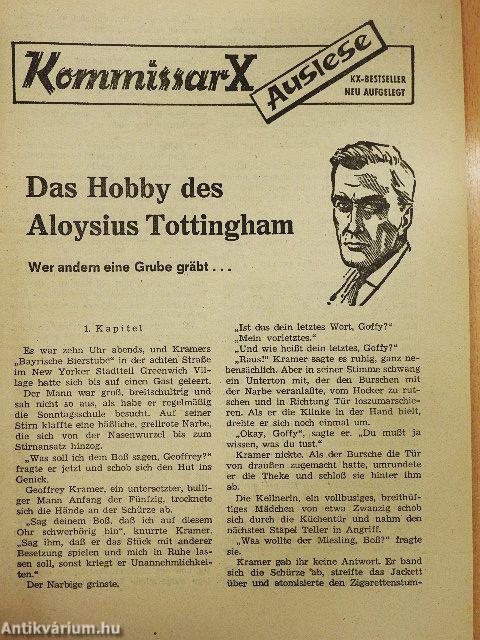 Kommissar X
Auslese
KX-BESTSELLER
NEU AUFGELEGT
Das Hobby des
Aloysius Tottingham
Wer andern eine Grube gräbt . . .
1. Kapitel
Es war zehn Uhr abends, und Kramers
„Bayrische Bierstube" in der achten Straße
im New Yorker Stadtteil Greenwich Vil-
lage hatte sich bis auf einen Gast geleert.
Der Mann war groß, breitschultrig und
sah nicht so aus, als habe er regelmäßig
die Sonntagsschule besucht. Auf seiner
Stirn klaffte eine häßliche, grellrote Narbe,
die sich von der Nasenwurzel bis zum
Stirnansatz hinzog.
„Was soll ich dem Boß sagen, Geoffrey?"
fragte er jetzt und schob sich den Hut ins
Genick.
Geoffrey Kramer, ein untersetzter, bulli-
ger Mann Anfang der Fünfzig, trocknete
sich die Hände an der Schürze ab.
„Sag deinem Boß, daß ich auf diesem
Ohr schwerhörig bin", knurrte Kramer.
„Sag ihm, daß er das Stück mit anderer
Besetzung spielen und mich in Ruhe las-
sen soll, sonst kriegt er Unannehmlichkei-
ten."
Der Narbige grinste.
„Ist das dein letztes Wort, Goffy?"
„Mein vorletztes."
„Und wie heißt dein letztes, Goffy?"
„Raus!" Kramer sagte es ruhig, ganz ne-
bensächlich. Aber in seiner Stimme schwang
ein Unterton mit, der den Burschen mit
der Narbe veranlaßte, vom Hocker zu rut-
schen und in Richtung Tür loszumarschie-
ren. Als er die Klinke in der Hand hielt,
drehte er sich noch einmal um.
„Okay, Goffy", sagte er. „Du mußt ja
wissen, was du tust."
Kramer nickte. Als der Bursche die Tür
von draußen zugemacht hatte, umrundete
er die Theke und schloß sie hinter ihm
ab.
Die Kellnerin, ein vollbusiges, breithüf-
tiges Mädchen von etwa Zwanzig schob
sich durch die Küchentür und nahm den
nächsten Stapel Teller in Angriff.
„Was wollte der Miesling, Boß?" fragte
sie.
Kramer gab ihr keine Antwort. Er band
sich die Schürze ab, streifte das Jackett
über und atomisierte den Zigarettenstum-
Antikvárium.hu